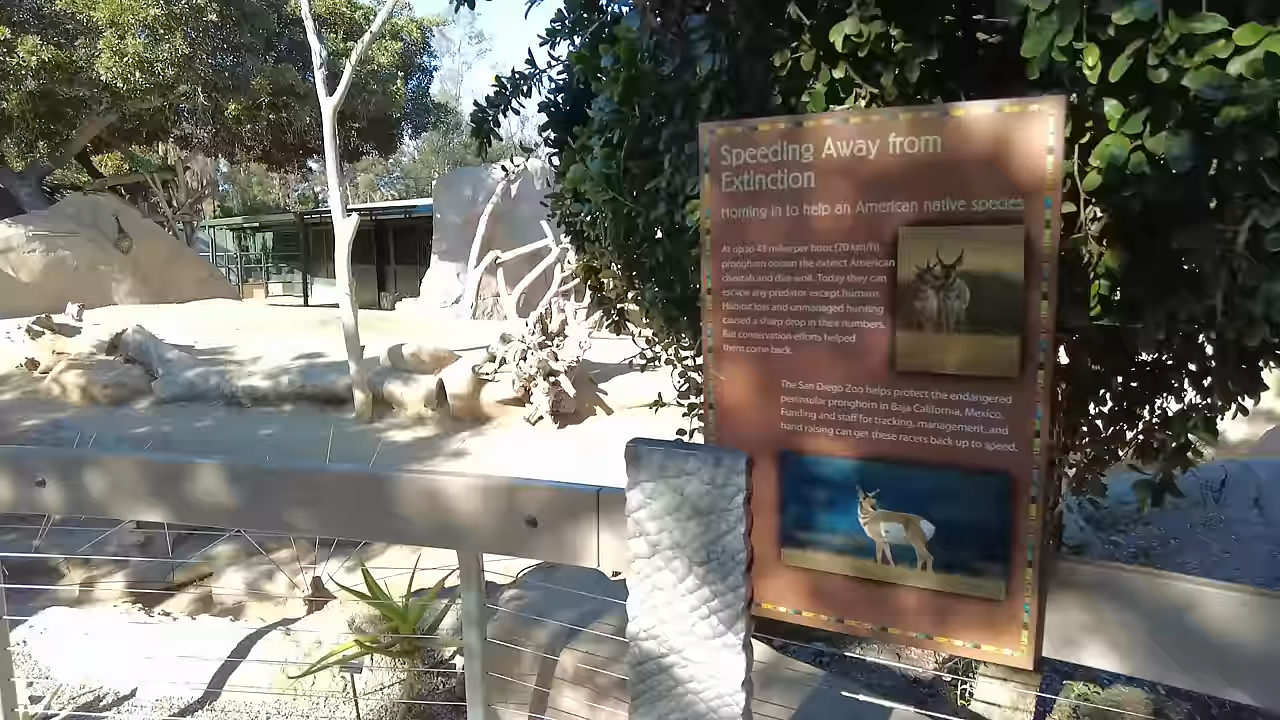 Speeding Away from
Extinction
Homing in to help an American native species
At up to 43 miles per hour (70 km/h)
pronghorn outran the extinct American
cheetah and dire wolf. Today they can
escape any predator except humans.
Habitat loss and unmanaged hunting
caused a sharp drop in their numbers.
But conservation efforts helped
them come back.
The San Diego Zoo helps protect the endangered
peninsular pronghorn in Baja California, Mexico.
Funding and staff for tracking, management, and
hand raising can get these racers back up to speed.